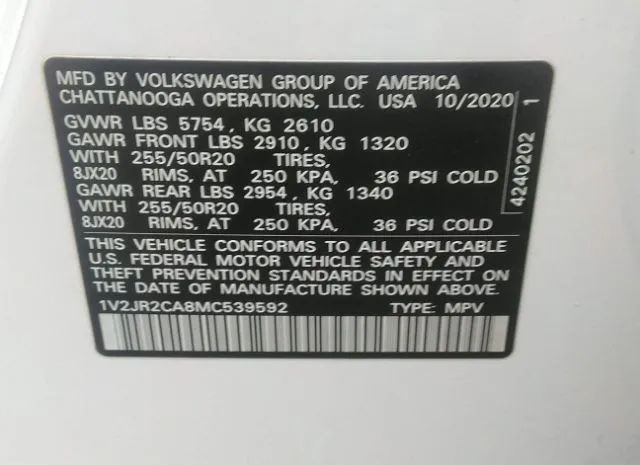 MFD BY VOLKSWAGEN GROUP OF AMERICA
CHATTANOOGA OPERATIONS, LLC. USA 10/2020
GVWR LBS 5754, KG 2610
GAWR FRONT LBS 2910, KG 1320
WITH 255/50R20 TIRES,
8JX20 RIMS, AT 250 KPA, 36 PSI COLD
GAWR REAR LBS 2954, KG 1340
WITH 255/50R20 TIRES,
8JX20 RIMS, AT 250 KPA, 36 PSI COLD
THIS VEHICLE CONFORMS TO ALL APPLICABLE
U.S. FEDERAL MOTOR VEHICLE SAFETY AND
THEFT PREVENTION STANDARDS IN EFFECT ON
THE DATE OF MANUFACTURE SHOWN ABOVE.
1V2JR2CA8MC539592 TYPE: MPV
4240202 1